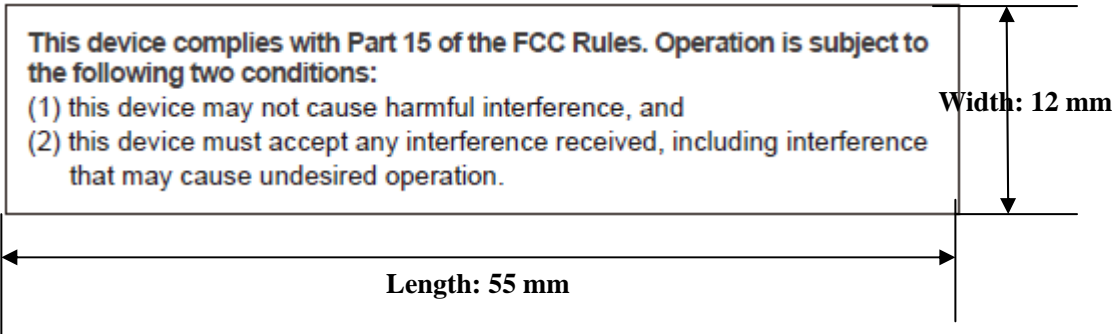 This device complies with Part 15 of the FCC Rules. Operation is subject to
the following two conditions:
(1) this device may not cause harmful interference, and
(2) this device must accept any interference received, including interference
that may cause undesired operation.
Width: 12 mm
Length: 55 mm